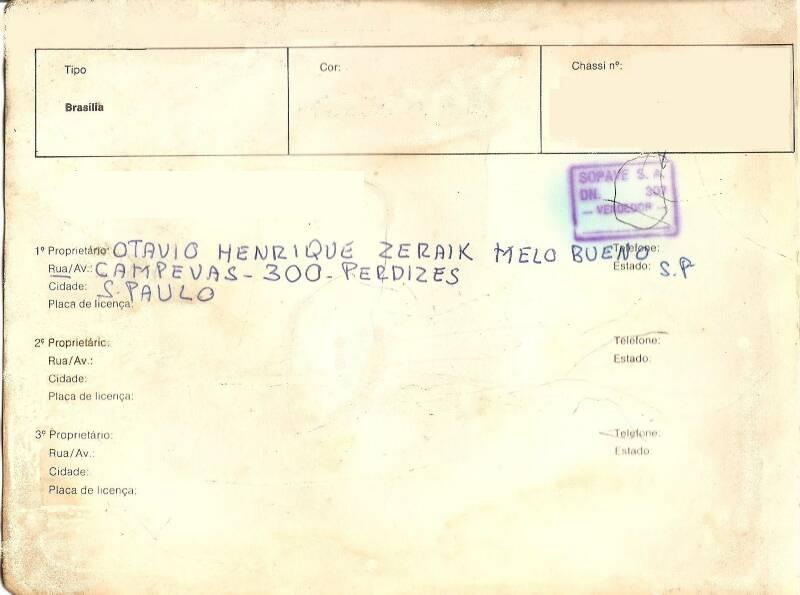 Tipo
Cor:
Chassi nº:
Brasília
SOPAVE S. A.
DN. 307
— VENDEDOR —
1º Proprietário: OTAVIO HENRIQUE ZERAIK MELO BUENO Telefone:
Rua/Av.: CAMPEVAS - 300 - PERDIZES Estado: S.P
Cidade: S. PAULO
Placa de licença:
2º Proprietário: Telefone:
Rua/Av.: Estado:
Cidade:
Placa de licença:
3º Proprietário: Telefone:
Rua/Av.: Estado:
Cidade:
Placa de licença: